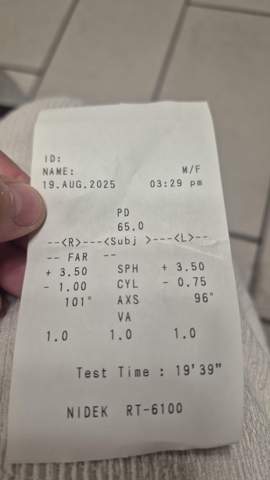 ID:
NAME: M/F
19.AUG.2025 03:29 pm
PD
65.0
--<R>---<Subj >---<L>--
-- FAR --
+ 3.50 SPH + 3.50
- 1.00 CYL - 0.75
101° AXS 96°
VA
1.0 1.0 1.0
Test Time : 19'39"
NIDEK RT-6100